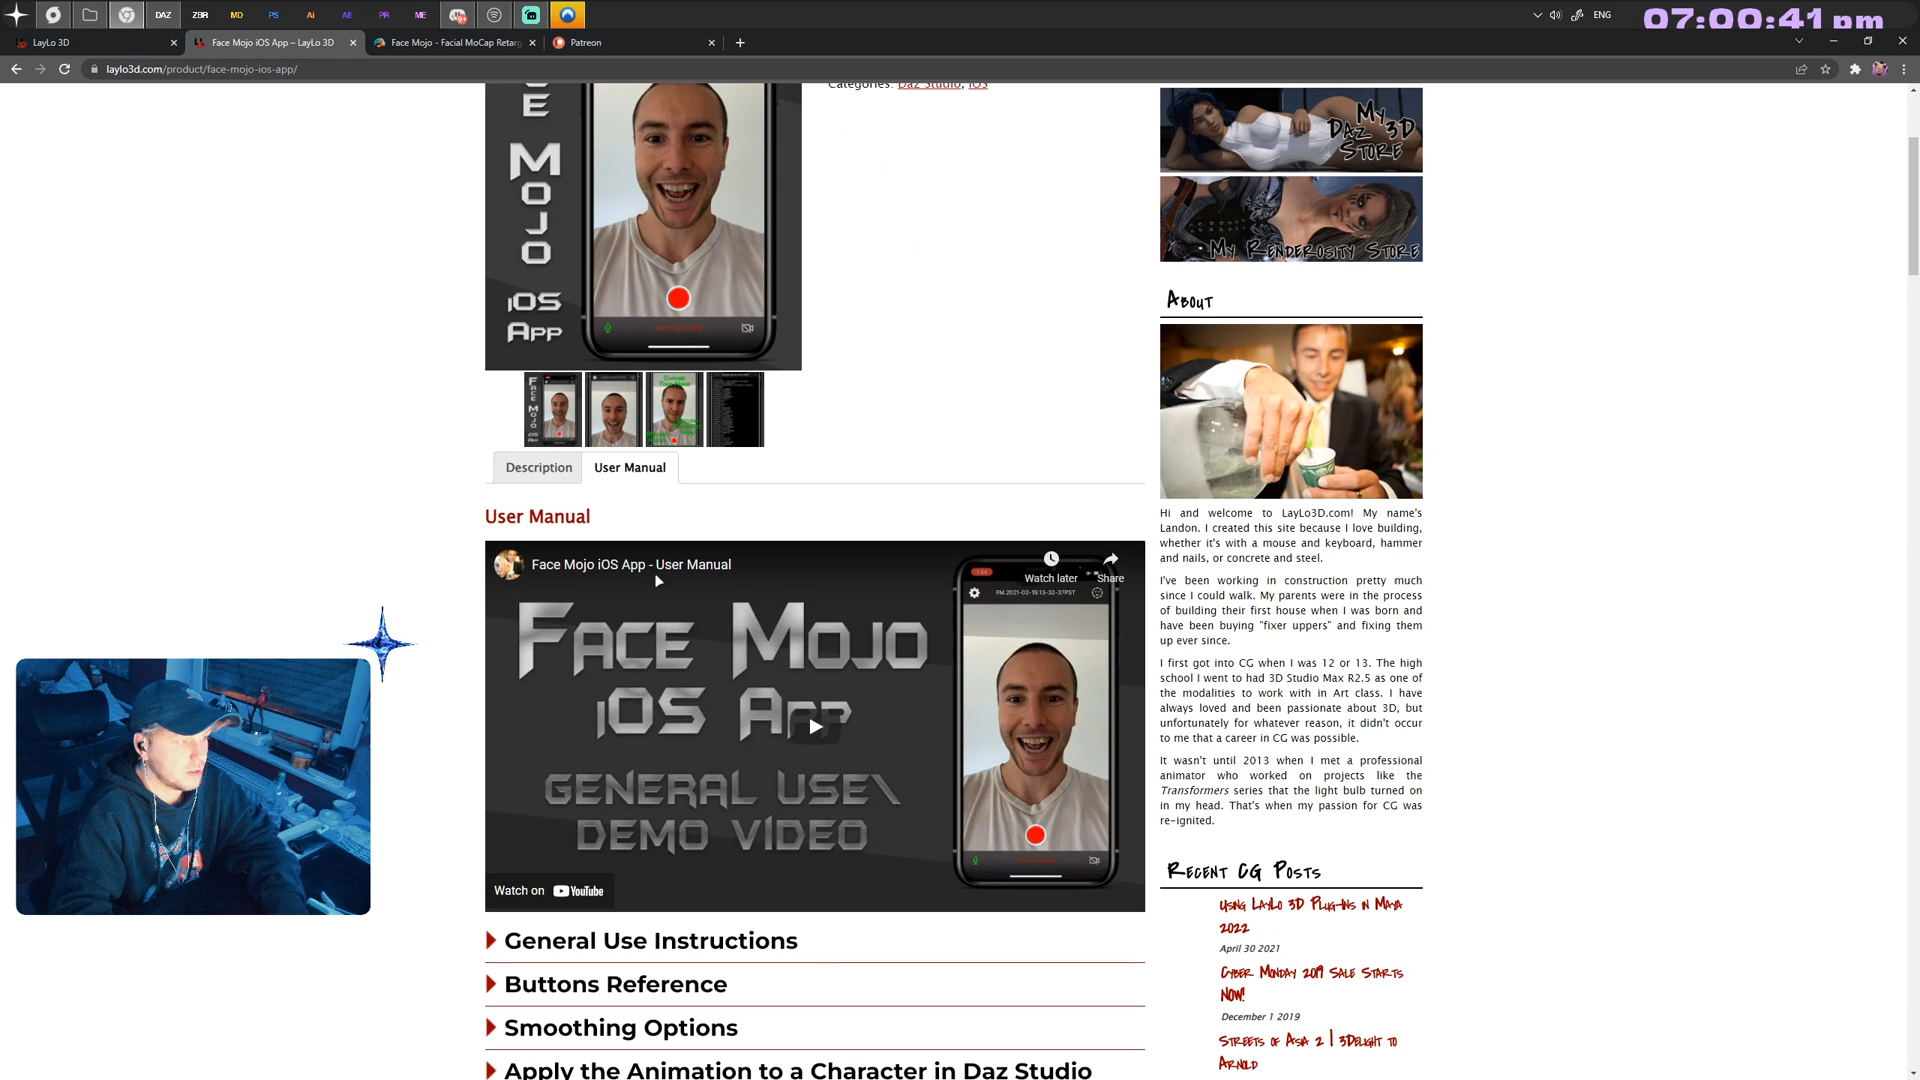 DAZ ZBR MD PS Ai AE PR ME
ENG
07:00:41 pm
LayLo 3D
Face Mojo iOS App – LayLo 3D
Face Mojo - Facial MoCap Retarg
Patreon
laylo3d.com/product/face-mojo-ios-app/
Categories: Daz Studio, iOS
Mojo
iOS
App
My
Daz 3D
Store
My Renderosity Store
About
Hi and welcome to LayLo3D.com! My name's
Landon. I created this site because I love building,
whether it's with a mouse and keyboard, hammer
and nails, or concrete and steel.
I've been working in construction pretty much
since I could walk. My parents were in the process
of building their first house when I was born and
have been buying "fixer uppers" and fixing them
up ever since.
I first got into CG when I was 12 or 13. The high
school I went to had 3D Studio Max R2.5 as one of
the modalities to work with in Art class. I have
always loved and been passionate about 3D, but
unfortunately for whatever reason, it didn't occur
to me that a career in CG was possible.
It wasn't until 2013 when I met a professional
animator who worked on projects like the
Transformers series that the light bulb turned on
in my head. That's when my passion for CG was
re-ignited.
Recent CG Posts
Using LayLo 3D Plug-Ins in Maya
2022
April 30 2021
Cyber Monday 2019 Sale Starts
NOW!
December 1 2019
Streets of Asia 2 | 3Delight to
Arnold
Description
User Manual
User Manual
Face Mojo iOS App - User Manual
Watch later
Share
FM.2021-02-19.13-32-37PST
Face Mojo
iOS App
General Use\
Demo Video
Watch on YouTube
General Use Instructions
Buttons Reference
Smoothing Options
Apply the Animation to a Character in Daz Studio